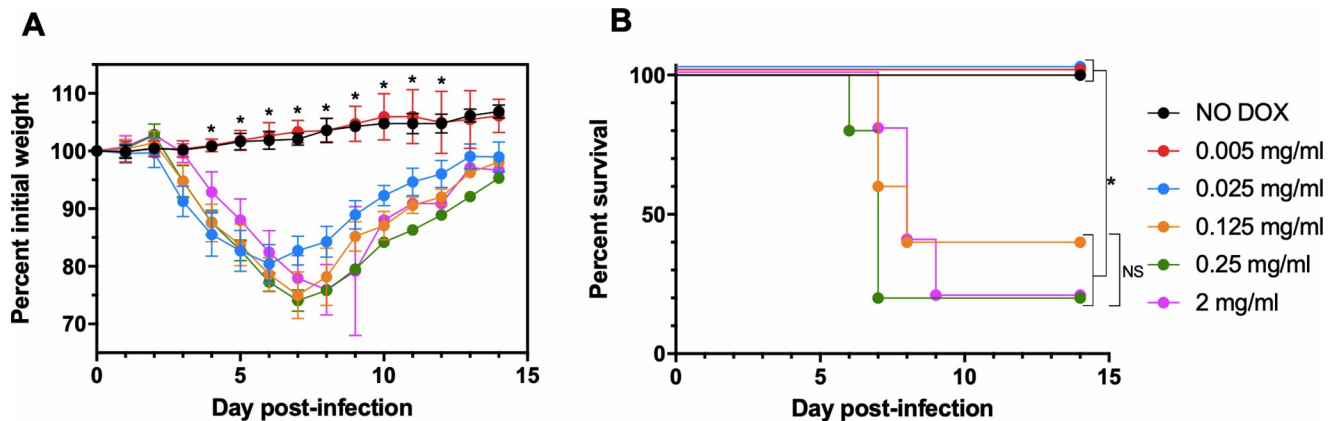 A
Percent initial weight
110
100
90
80
70
* * * * * * * * *
0 5 10 15
Day post-infection
B
Percent survival
100
50
0
0 5 10 15
Day post-infection
*
NS
NO DOX
0.005 mg/ml
0.025 mg/ml
0.125 mg/ml
0.25 mg/ml
2 mg/ml